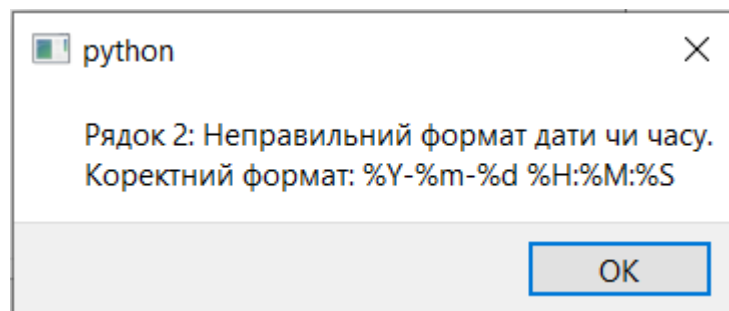 python
Рядок 2: Неправильний формат дати чи часу.
Коректний формат: %Y-%m-%d %H:%M:%S
OK